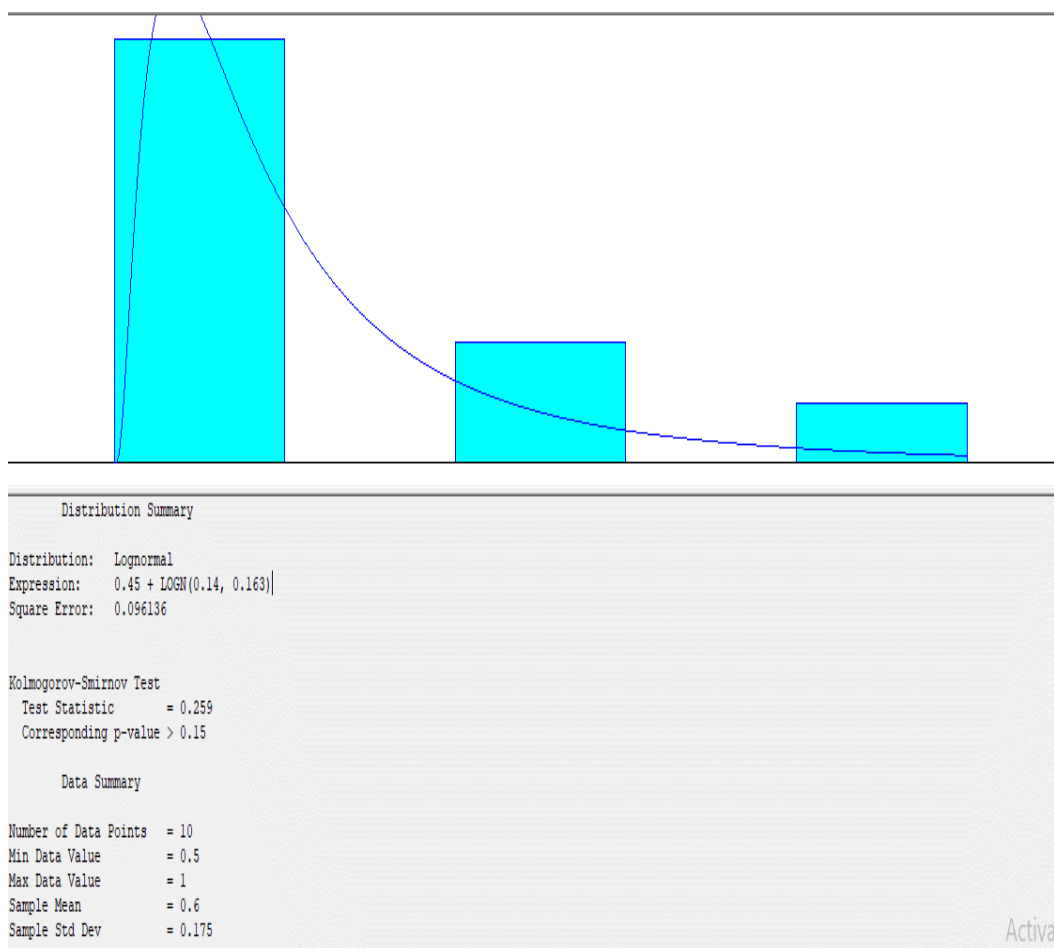 Distribution Summary
Distribution: Lognormal
Expression: 0.45 + LOGN(0.14, 0.163)
Square Error: 0.096136
Kolmogorov-Smirnov Test
Test Statistic = 0.259
Corresponding p-value > 0.15
Data Summary
Number of Data Points = 10
Min Data Value = 0.5
Max Data Value = 1
Sample Mean = 0.6
Sample Std Dev = 0.175
Activa